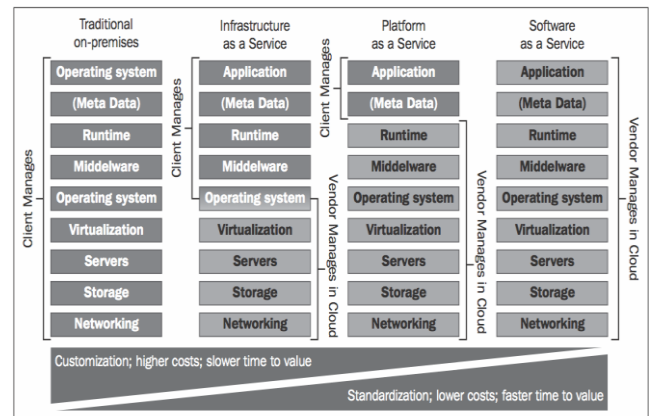 Traditional
on-premises
Infrastructure
as a Service
Platform
as a Service
Software
as a Service
Client Manages
Operating system
(Meta Data)
Runtime
Middelware
Operating system
Virtualization
Servers
Storage
Networking
Client Manages
Application
(Meta Data)
Runtime
Middelware
Operating system
Virtualization
Servers
Storage
Networking
Vendor Manages in Cloud
Client Manages
Application
(Meta Data)
Runtime
Middelware
Operating system
Virtualization
Servers
Storage
Networking
Vendor Manages in Cloud
Application
(Meta Data)
Runtime
Middelware
Operating system
Virtualization
Servers
Storage
Networking
Vendor Manages in Cloud
Customization; higher costs; slower time to value
Standardization; lower costs; faster time to value